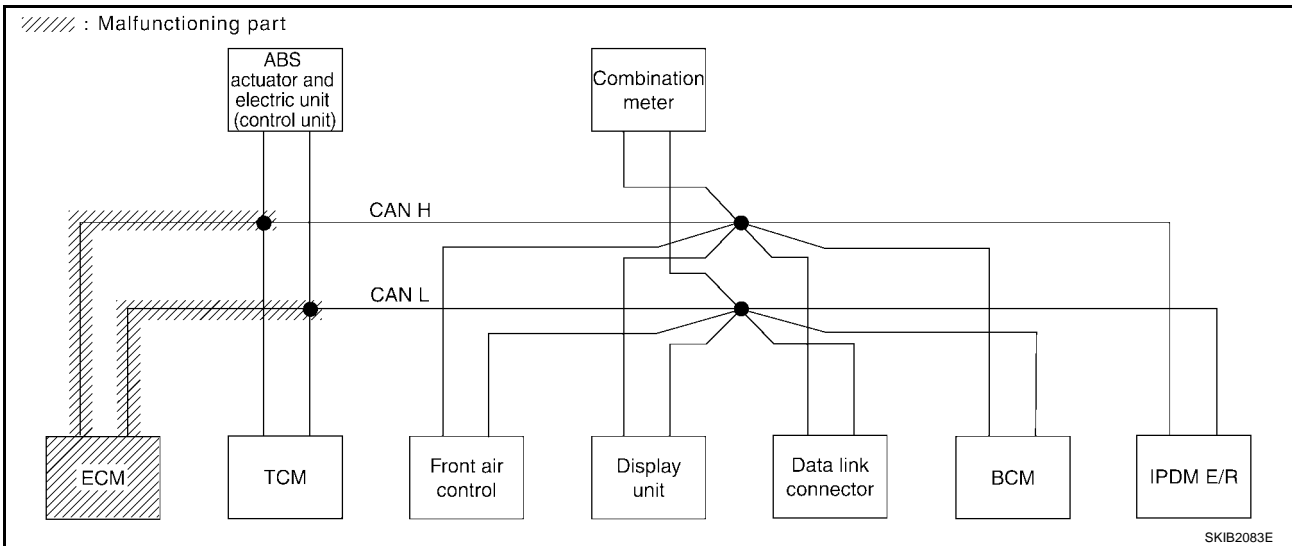 : Malfunctioning part
ABS
actuator and
electric unit
(control unit)
Combination
meter
CAN H
CAN L
ECM
TCM
Front air
control
Display
unit
Data link
connector
BCM
IPDM E/R
SKIB2083E